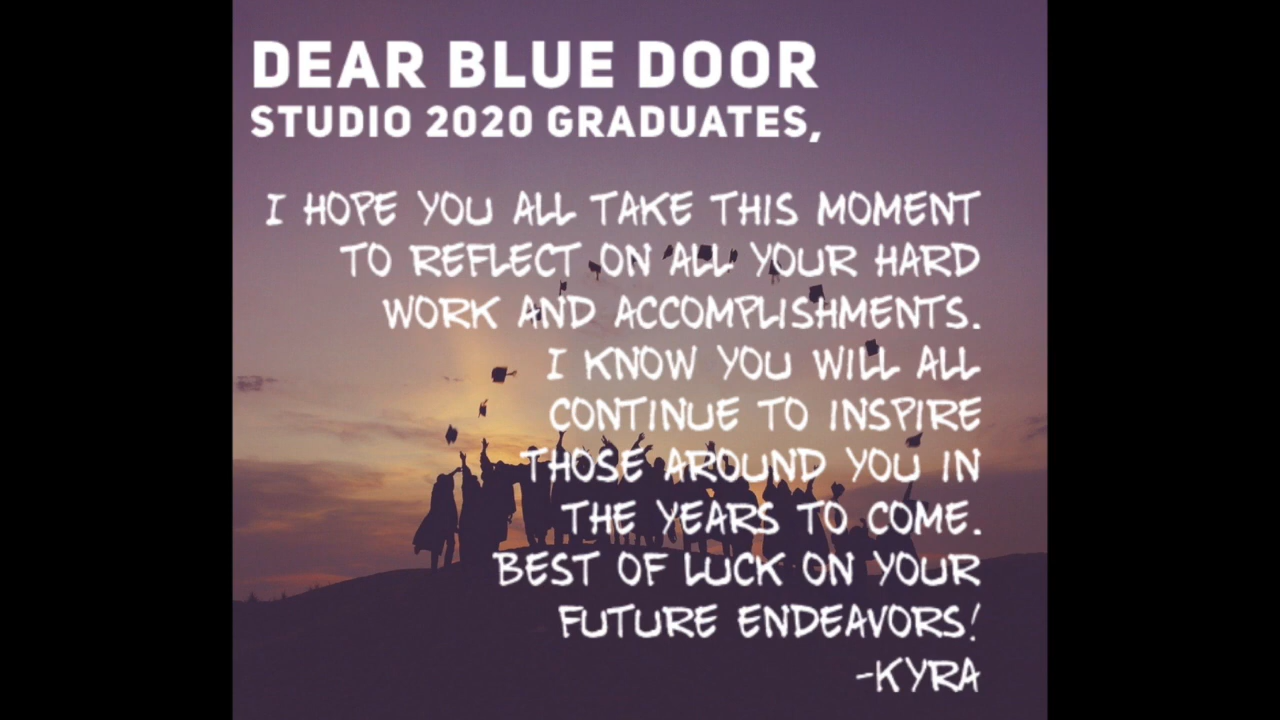 DEAR BLUE DOOR
STUDIO 2020 GRADUATES,
I HOPE YOU ALL TAKE THIS MOMENT
TO REFLECT ON ALL YOUR HARD
WORK AND ACCOMPLISHMENTS.
I KNOW YOU WILL ALL
CONTINUE TO INSPIRE
THOSE AROUND YOU IN
THE YEARS TO COME.
BEST OF LUCK ON YOUR
FUTURE ENDEAVORS!
-KYRA